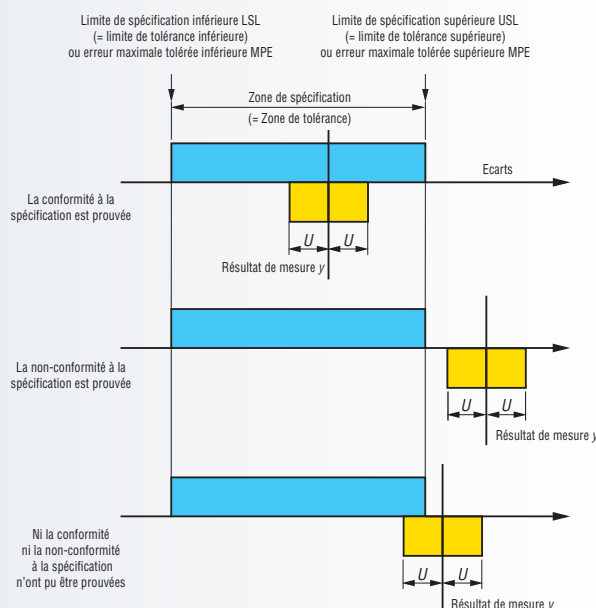 Limite de spécification inférieure LSL
(= limite de tolérance inférieure)
ou erreur maximale tolérée inférieure MPE
Limite de spécification supérieure USL
(= limite de tolérance supérieure)
ou erreur maximale tolérée supérieure MPE
Zone de spécification
(= Zone de tolérance)
Ecarts
La conformité à la
spécification est prouvée
U U
Résultat de mesure y
La non-conformité à la
spécification est prouvée
U U
Résultat de mesure y
Ni la conformité
ni la non-conformité
à la spécification
n'ont pu être prouvées
U U
Résultat de mesure y